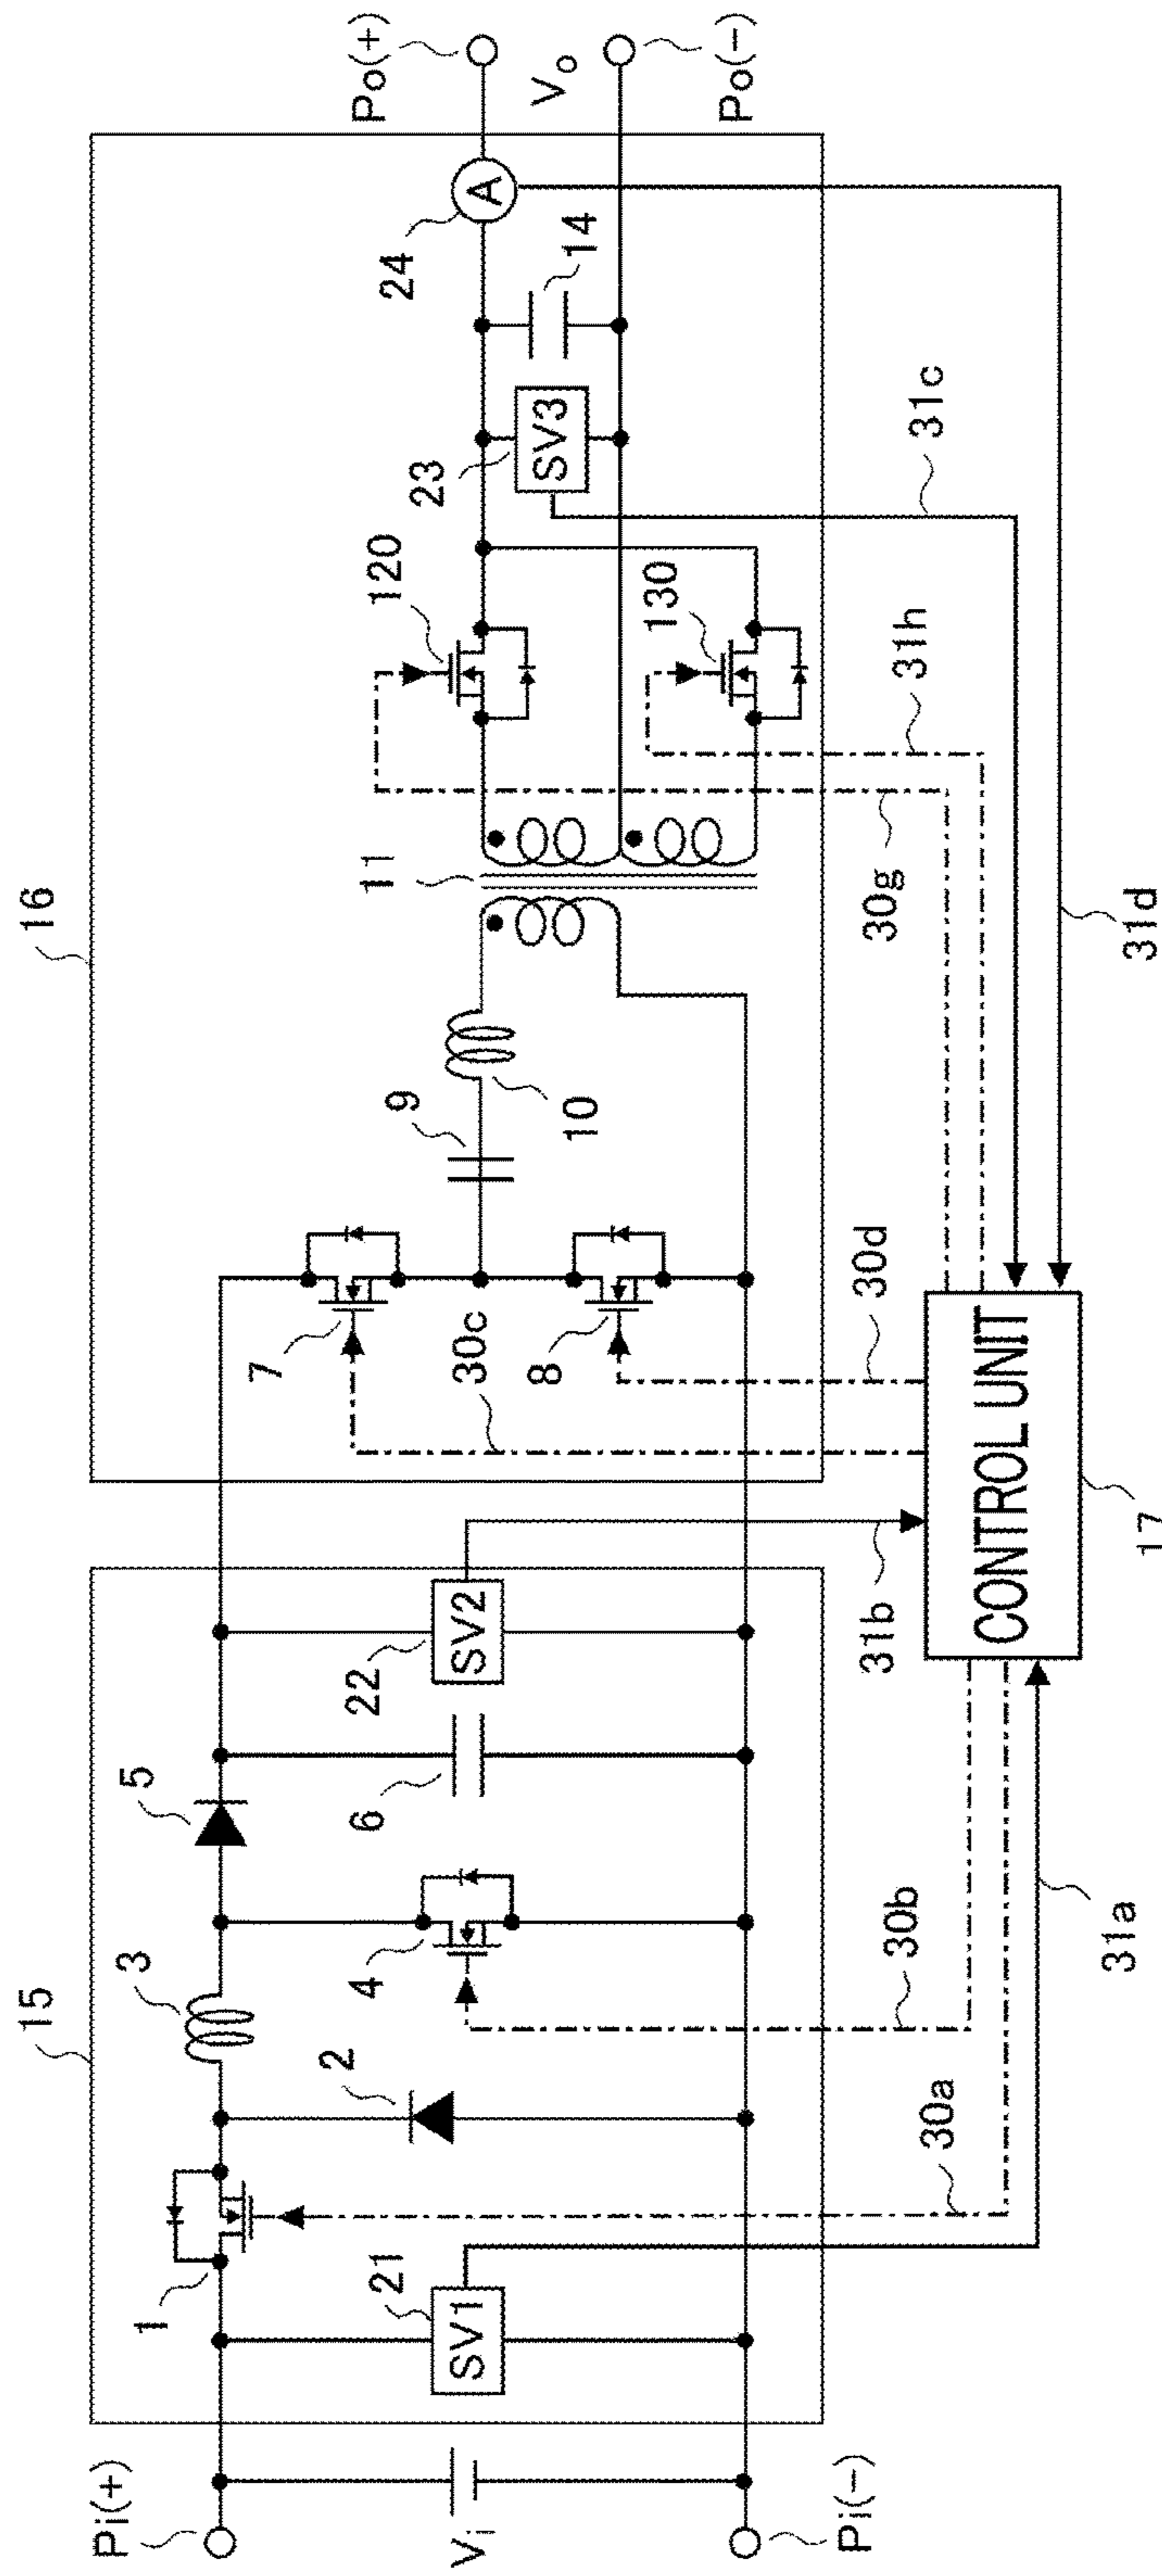 Pi(+)
Vi
Pi(-)
15
1
21
SV1
2
3
4
5
6
22
SV2
30a
30b
31a
31b
CONTROL UNIT
17
16
7
8
30c
30d
9
10
11
120
130
23
SV3
24
A
14
30g
31h
31c
31d
Po(+)
Vo
Po(-)